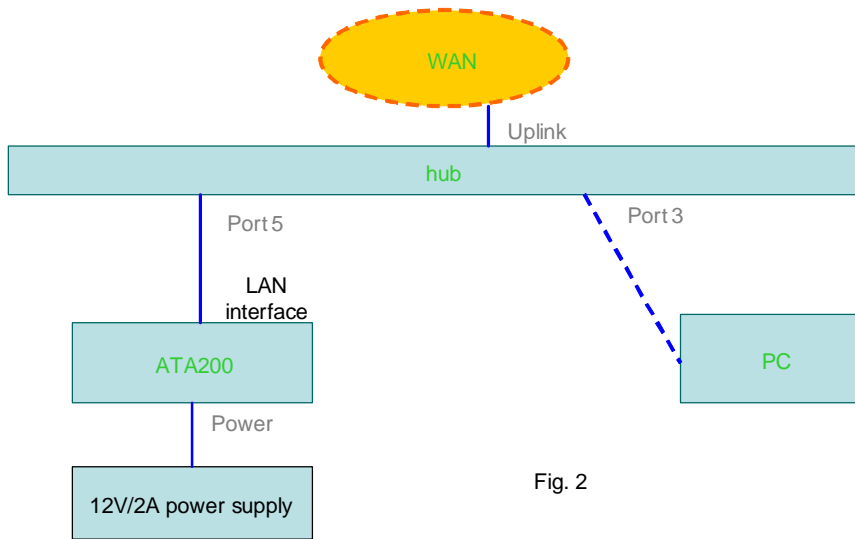 WAN
Uplink
hub
Port 5
Port 3
LAN
interface
ATA200
PC
Power
Fig. 2
12V/2A power supply